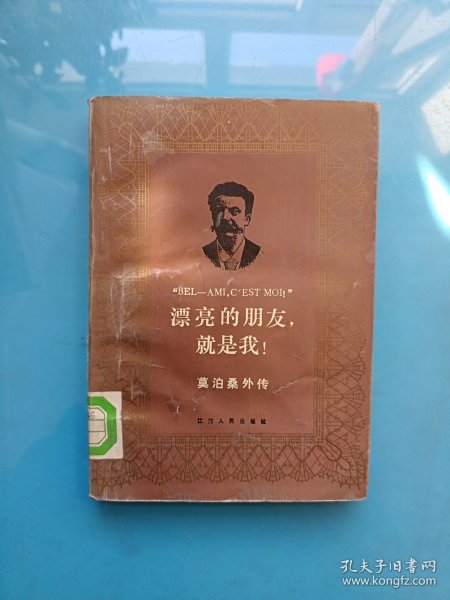 “BEL—AMI, C'EST MOI!”
漂亮的朋友，
就是我！
莫泊桑外传
江苏人民出版社
孔夫子旧书网
www.kongfz.com